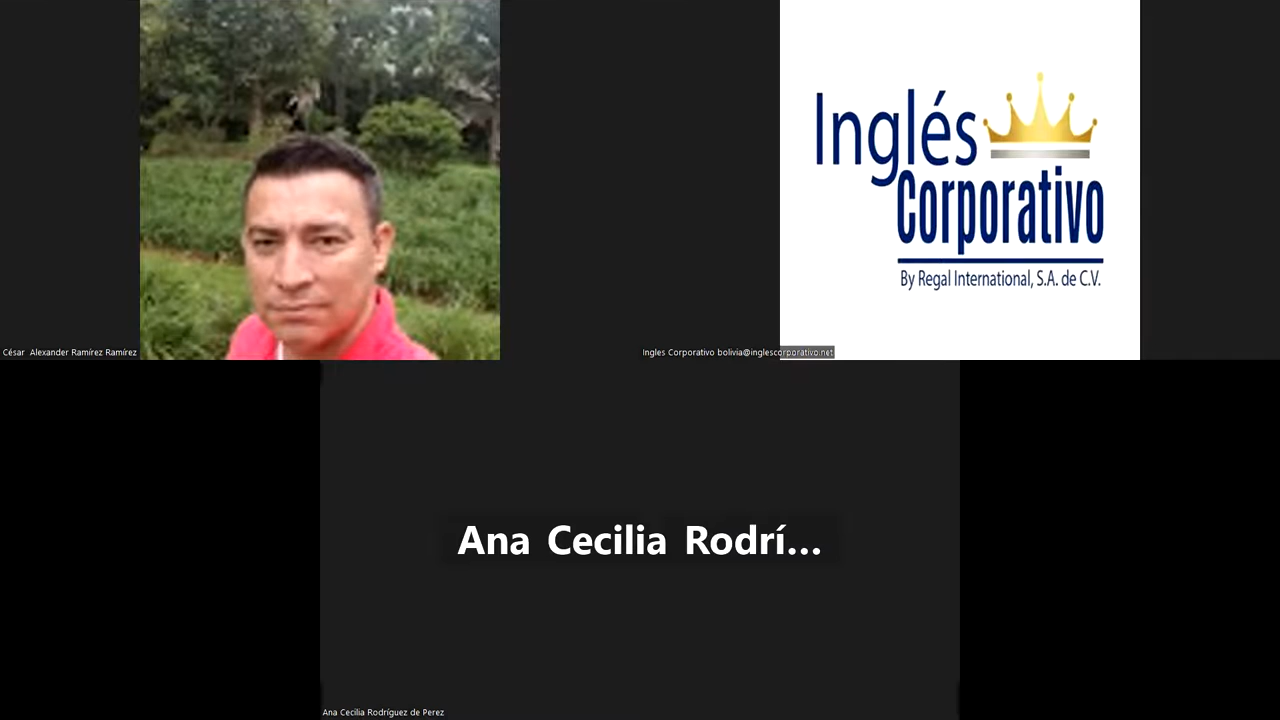 Inglés
Corporativo
By Regal International, S.A. de C.V.
César Alexander Ramírez Ramírez
Ingles Corporativo bolivia@inglescorporativo.net
Ana Cecilia Rodrí...
Ana Cecilia Rodríguez de Perez